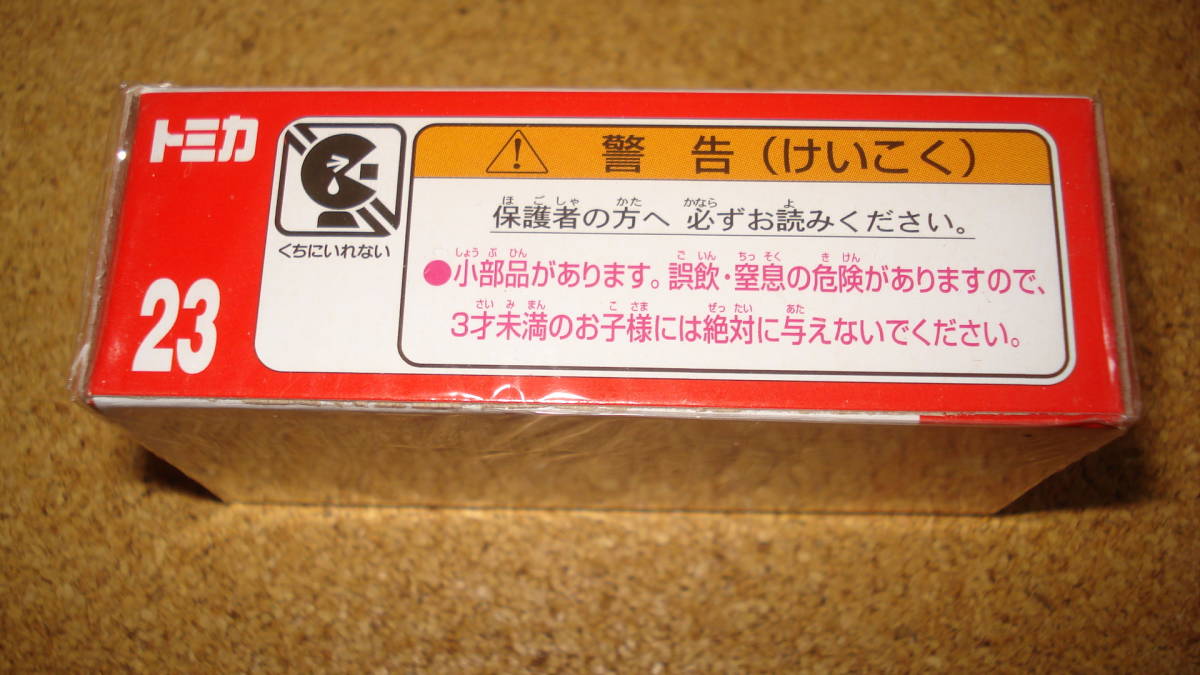 トミカ
23
くちにいれない
警告(けいこく)
ほごしゃ かた かなら よ
保護者の方へ 必ずお読みください。
しょうぶひん ごいん ちっそく きけん
●小部品があります。誤飲・窒息の危険がありますので、
さいみまん こさま ぜったい あた
3才未満のお子様には絶対に与えないでください。